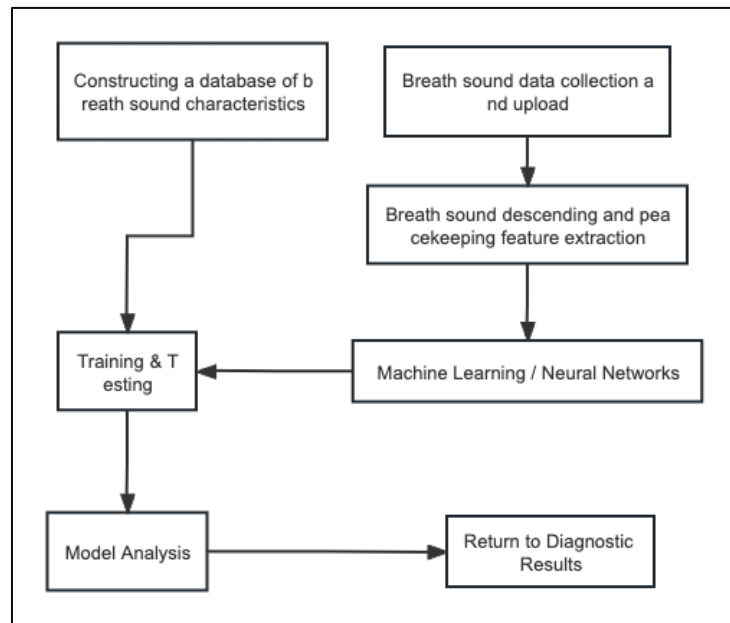 Constructing a database of b
reath sound characteristics
Breath sound data collection a
nd upload
Breath sound descending and pea
cekeeping feature extraction
Training & T
esting
Machine Learning / Neural Networks
Model Analysis
Return to Diagnostic
Results